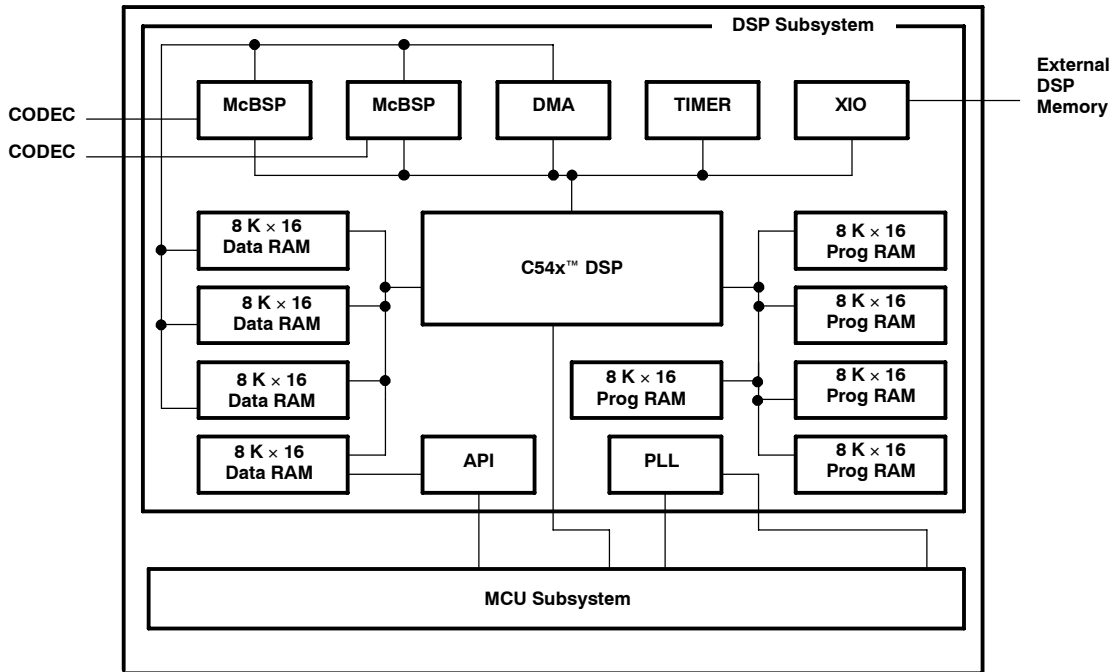 DSP Subsystem
External
DSP
Memory
McBSP
McBSP
DMA
TIMER
XIO
CODEC
CODEC
8 K × 16
Data RAM
8 K × 16
Data RAM
8 K × 16
Data RAM
8 K × 16
Data RAM
C54x™ DSP
8 K × 16
Prog RAM
8 K × 16
Prog RAM
8 K × 16
Prog RAM
8 K × 16
Prog RAM
8 K × 16
Prog RAM
API
PLL
MCU Subsystem